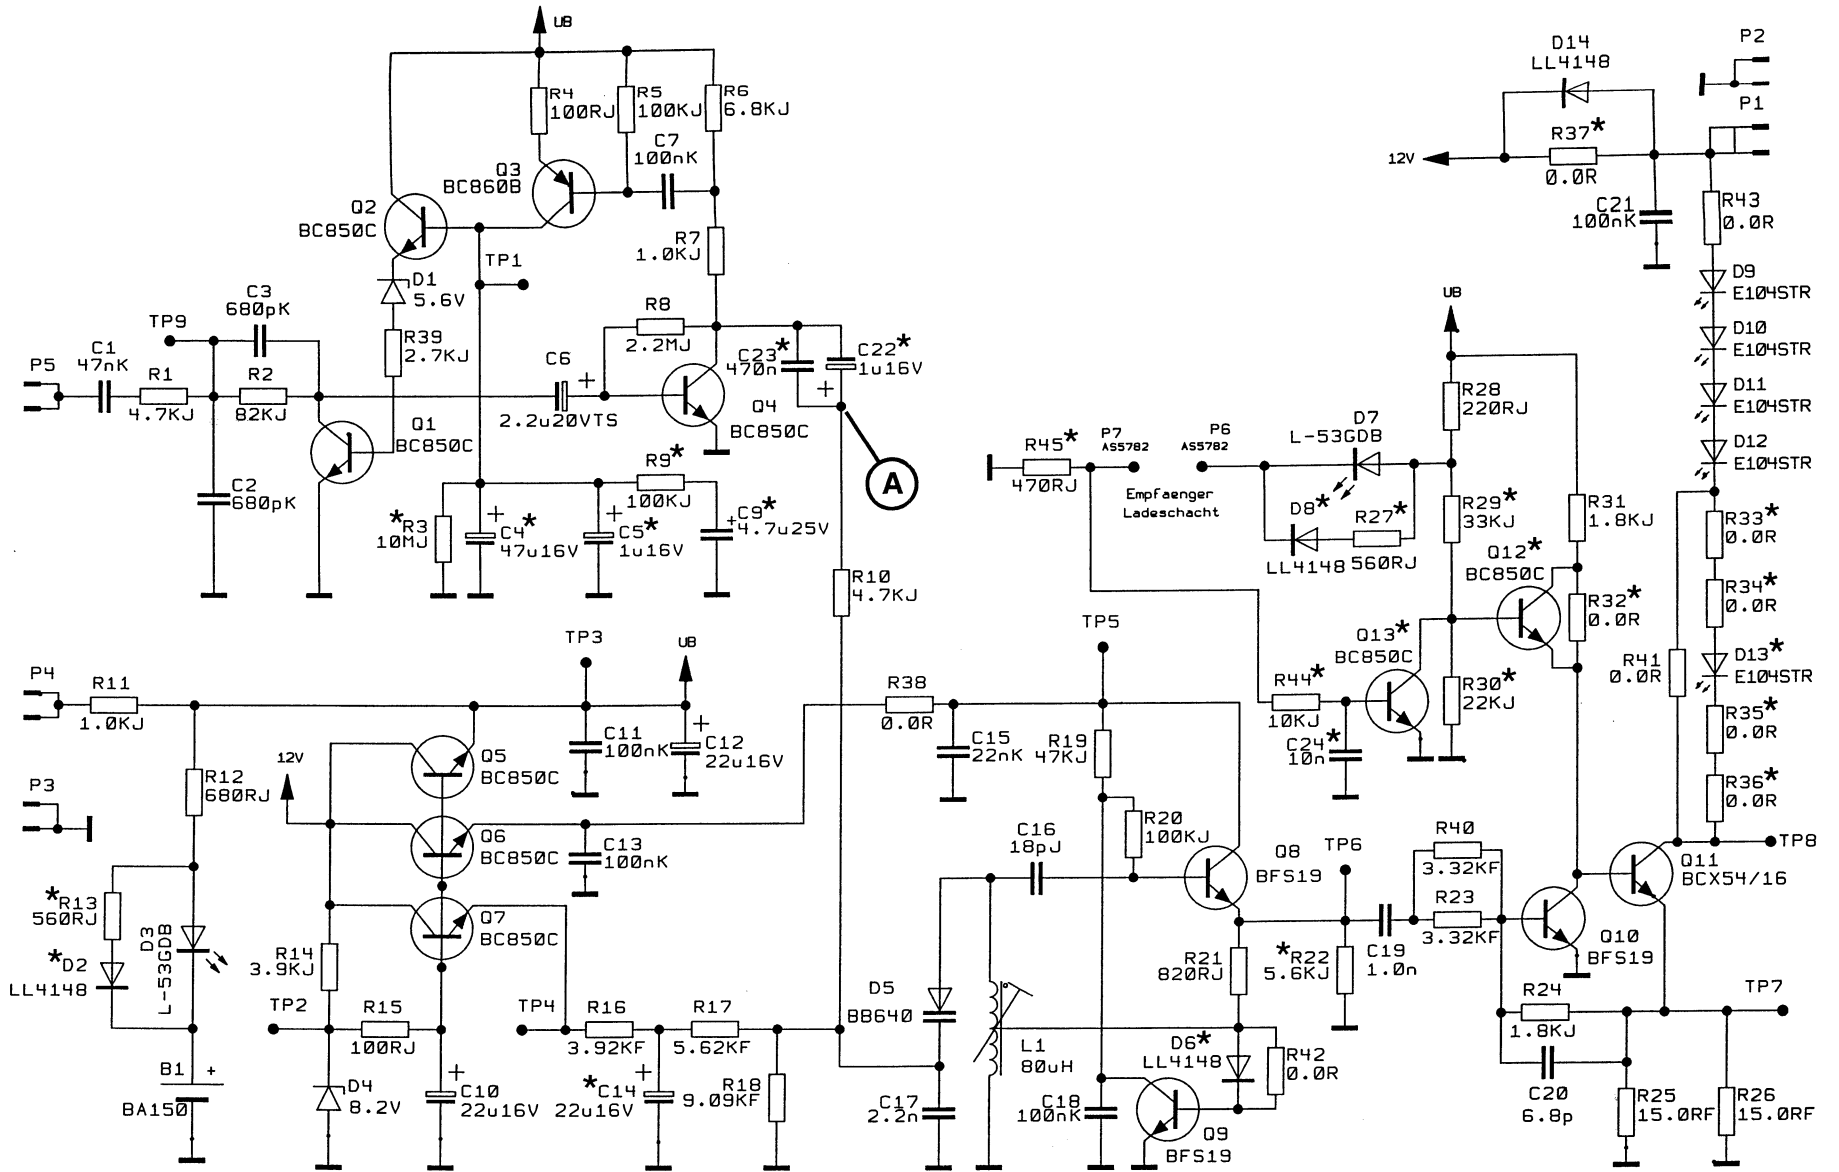 UB
R4
100RJ
R5
100KJ
R6
6.8KJ
C7
100nK
Q3
BC860B
Q2
BC850C
R7
1.0KJ
TP1
D1
5.6V
R39
2.7KJ
C3
680pK
TP9
C1
47nK
P5
R1
4.7KJ
R2
82KJ
Q1
BC850C
C2
680pK
R8
2.2MJ
C6
+
2.2u20VTS
Q4
BC850C
C23*
470n
C22*
1u16V
+
A
R9*
100KJ
*R3
10MJ
+
C4*
47u16V
+
C5*
1u16V
+
C9*
4.7u25V
R10
4.7KJ
D14
LL4148
P2
P1
12V
R37*
0.0R
C21
100nK
R43
0.0R
D9
E104STR
D10
E104STR
D11
E104STR
D12
E104STR
UB
R28
220RJ
R45*
470RJ
P7
AS5782
P6
AS5782
Empfaenger
Ladeschacht
D7
L-53GDB
D8*
LL4148
R27*
560RJ
R29*
33KJ
R31
1.8KJ
Q12*
BC850C
R32*
0.0R
R33*
0.0R
R34*
0.0R
D13*
E104STR
R35*
0.0R
R36*
0.0R
R41
0.0R
Q13*
BC850C
R44*
10KJ
C24*
10n
R30*
22KJ
P4
R11
1.0KJ
TP3
UB
C11
100nK
+
C12
22u16V
R12
680RJ
P3
12V
Q5
BC850C
Q6
BC850C
C13
100nK
Q7
BC850C
*R13
560RJ
*D2
LL4148
D3
L-53GDB
B1
+
BA150
R14
3.9KJ
TP2
R15
100RJ
D4
8.2V
+
C10
22u16V
TP4
R16
3.92KF
R17
5.62KF
+
*C14
22u16V
R18
9.09KF
R38
0.0R
TP5
C15
22nK
R19
47KJ
R20
100KJ
C16
18pJ
Q8
BFS19
TP6
D5
BB640
C17
2.2n
L1
80uH
C18
100nK
D6*
LL4148
R42
0.0R
Q9
BFS19
R21
820RJ
*R22
5.6KJ
C19
1.0n
R40
3.32KF
R23
3.32KF
Q10
BFS19
Q11
BCX54/16
TP8
R24
1.8KJ
TP7
C20
6.8p
R25
15.0RF
R26
15.0RF